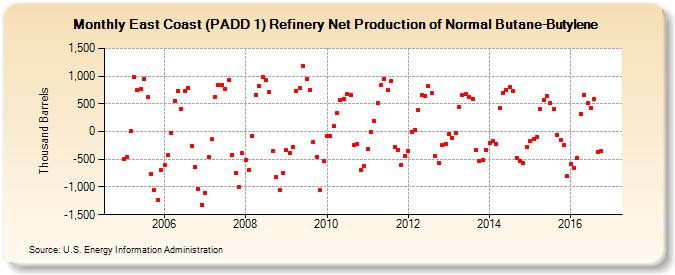 Monthly East Coast (PADD 1) Refinery Net Production of Normal Butane-Butylene
Thousand Barrels
1,500
1,000
500
0
-500
-1,000
-1,500
2006 2008 2010 2012 2014 2016
Source: U.S. Energy Information Administration